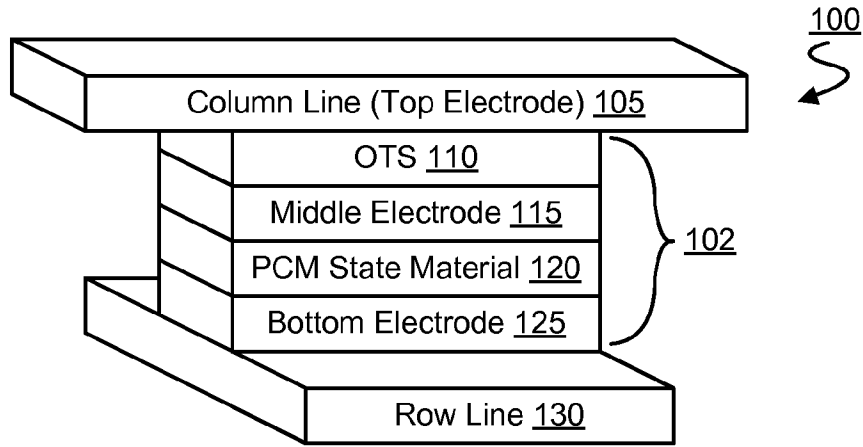 100
Column Line (Top Electrode) 105
OTS 110
Middle Electrode 115
102
PCM State Material 120
Bottom Electrode 125
Row Line 130